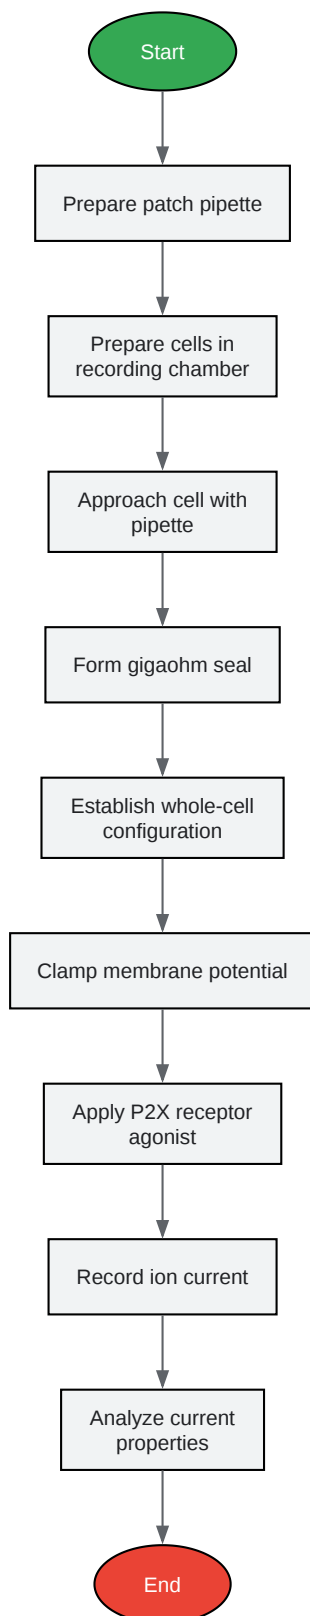 Start
Prepare patch pipette
Prepare cells in
recording chamber
Approach cell with
pipette
Form gigaohm seal
Establish whole-cell
configuration
Clamp membrane potential
Apply P2X receptor
agonist
Record ion current
Analyze current
properties
End